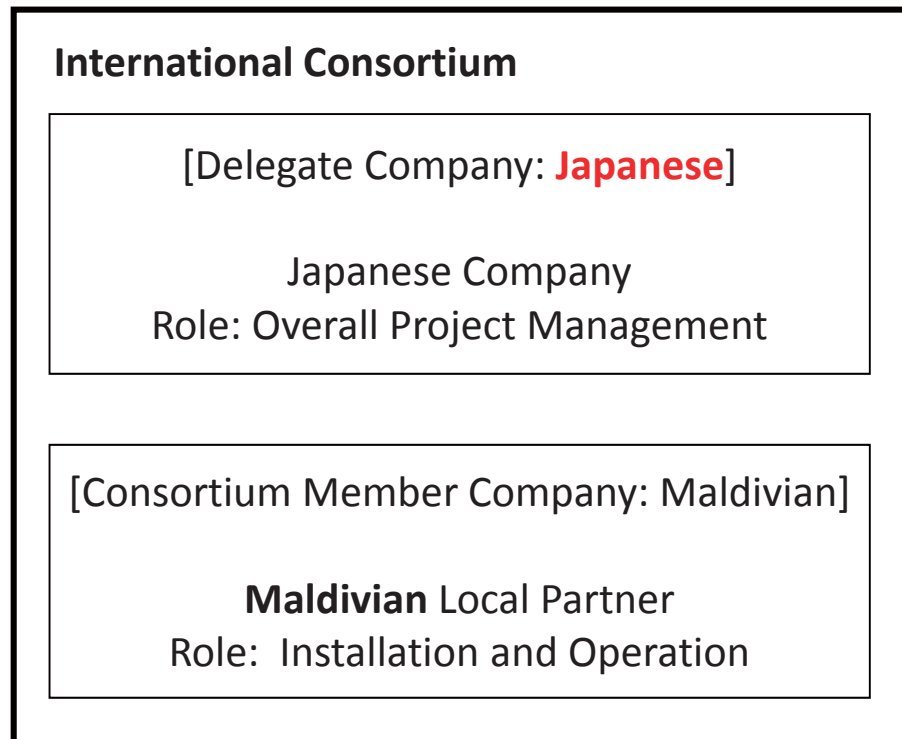 International Consortium
[Delegate Company: Japanese]
Japanese Company
Role: Overall Project Management
[Consortium Member Company: Maldivian]
Maldivian Local Partner
Role:  Installation and Operation